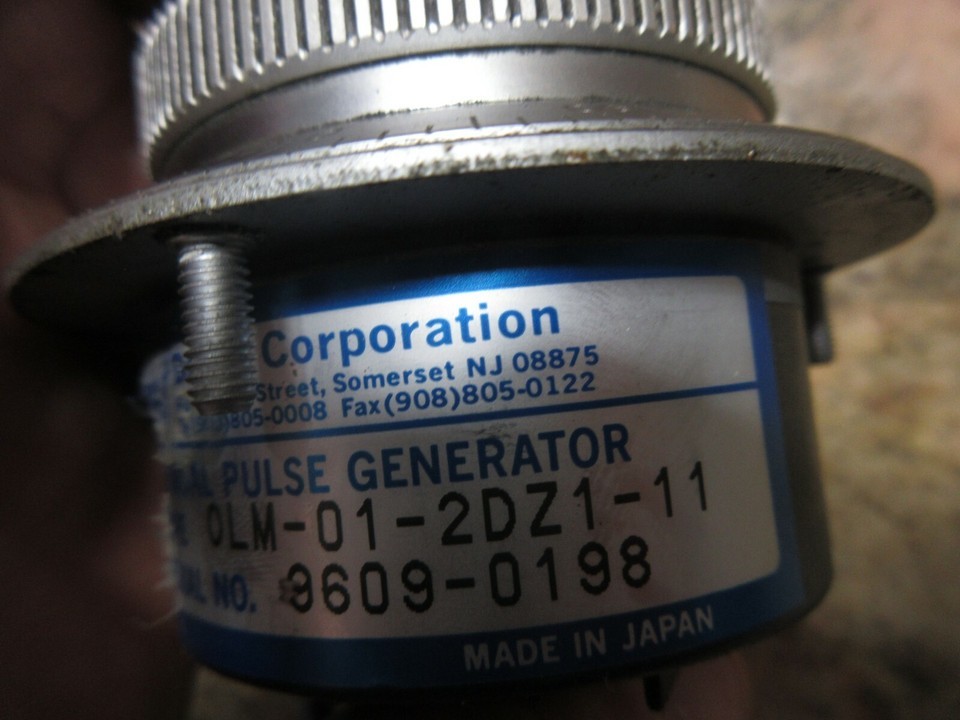 Corporation
Street, Somerset NJ 08875
805-0008 Fax(908)805-0122
PULSE GENERATOR
OLM-01-2DZ1-11
NO. 9609-0198
MADE IN JAPAN